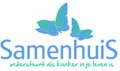 SamenhuiS
ondersteunt als kanker in je leven is